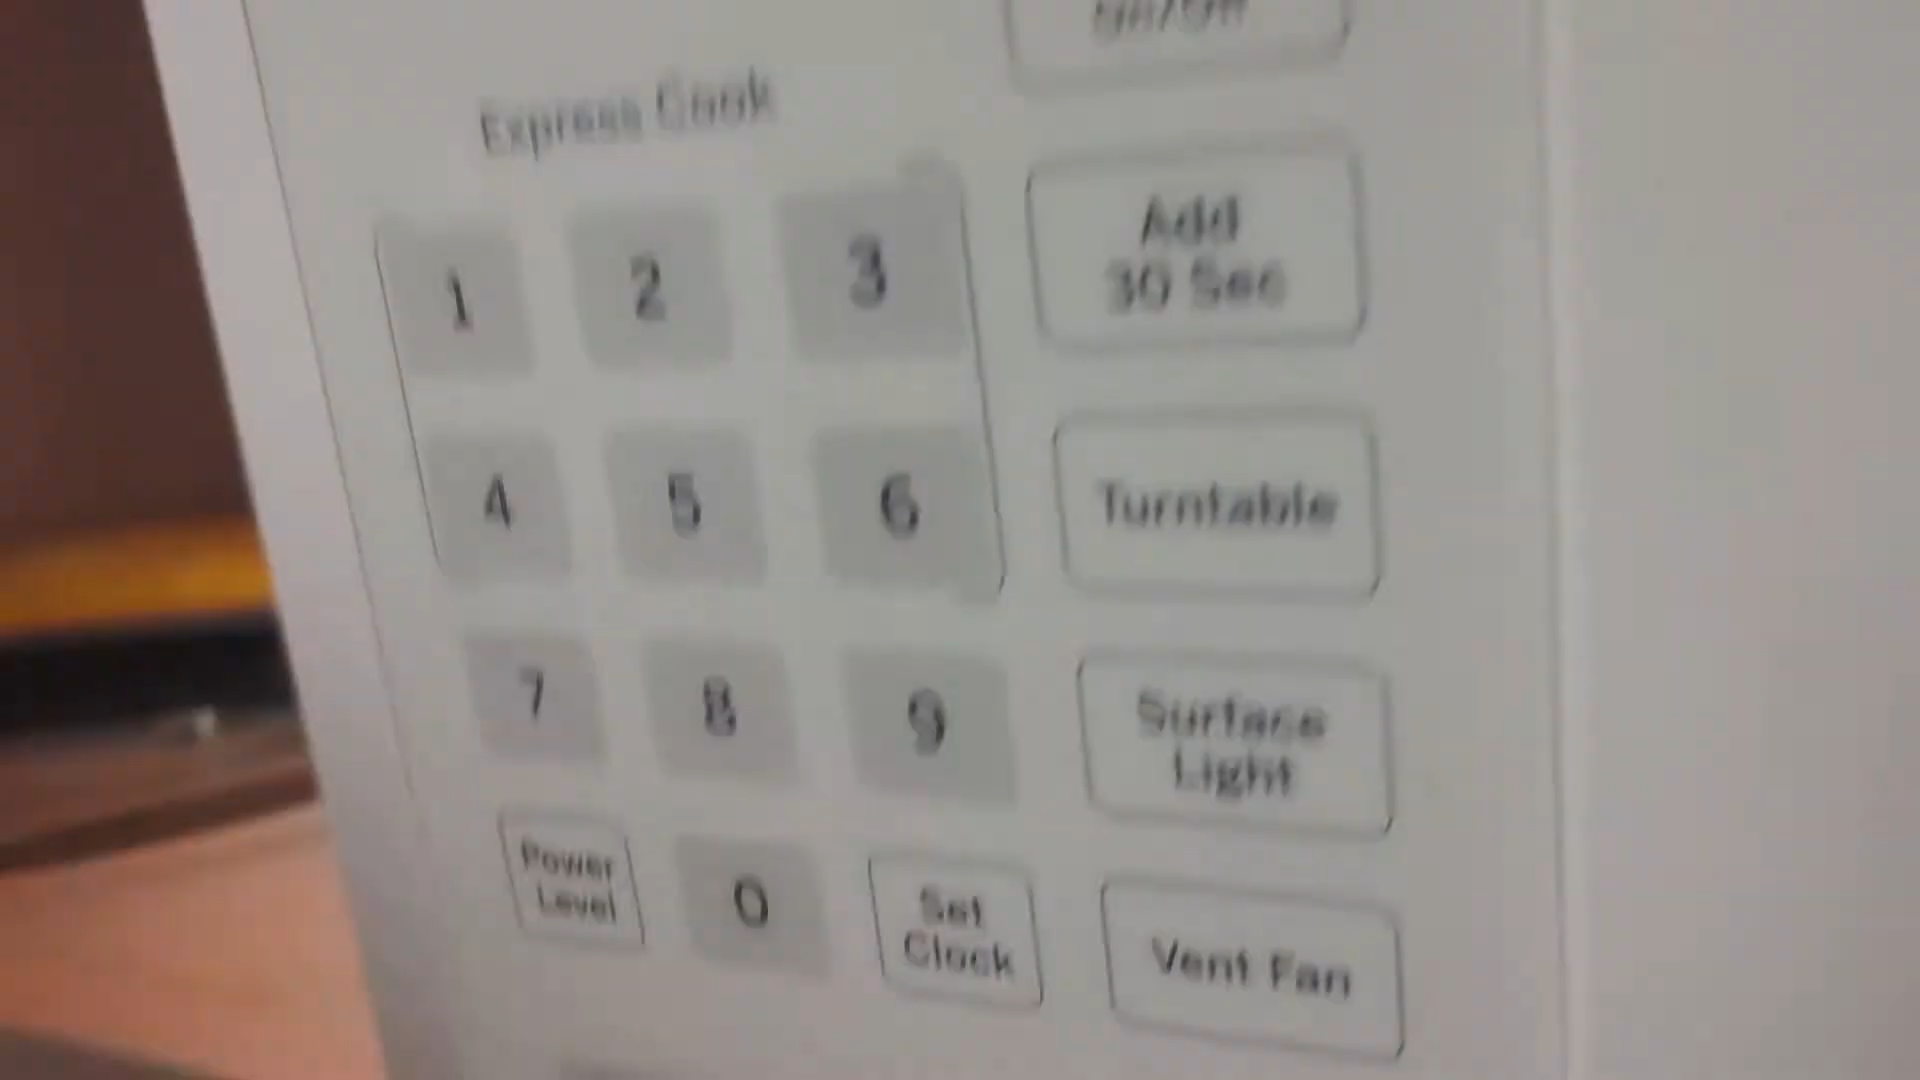 Express Cook
1 2 3
Add
30 Sec
4 5 6
Turntable
7 8 9
Surface
Light
Power
Level
0
Set
Clock
Vent Fan